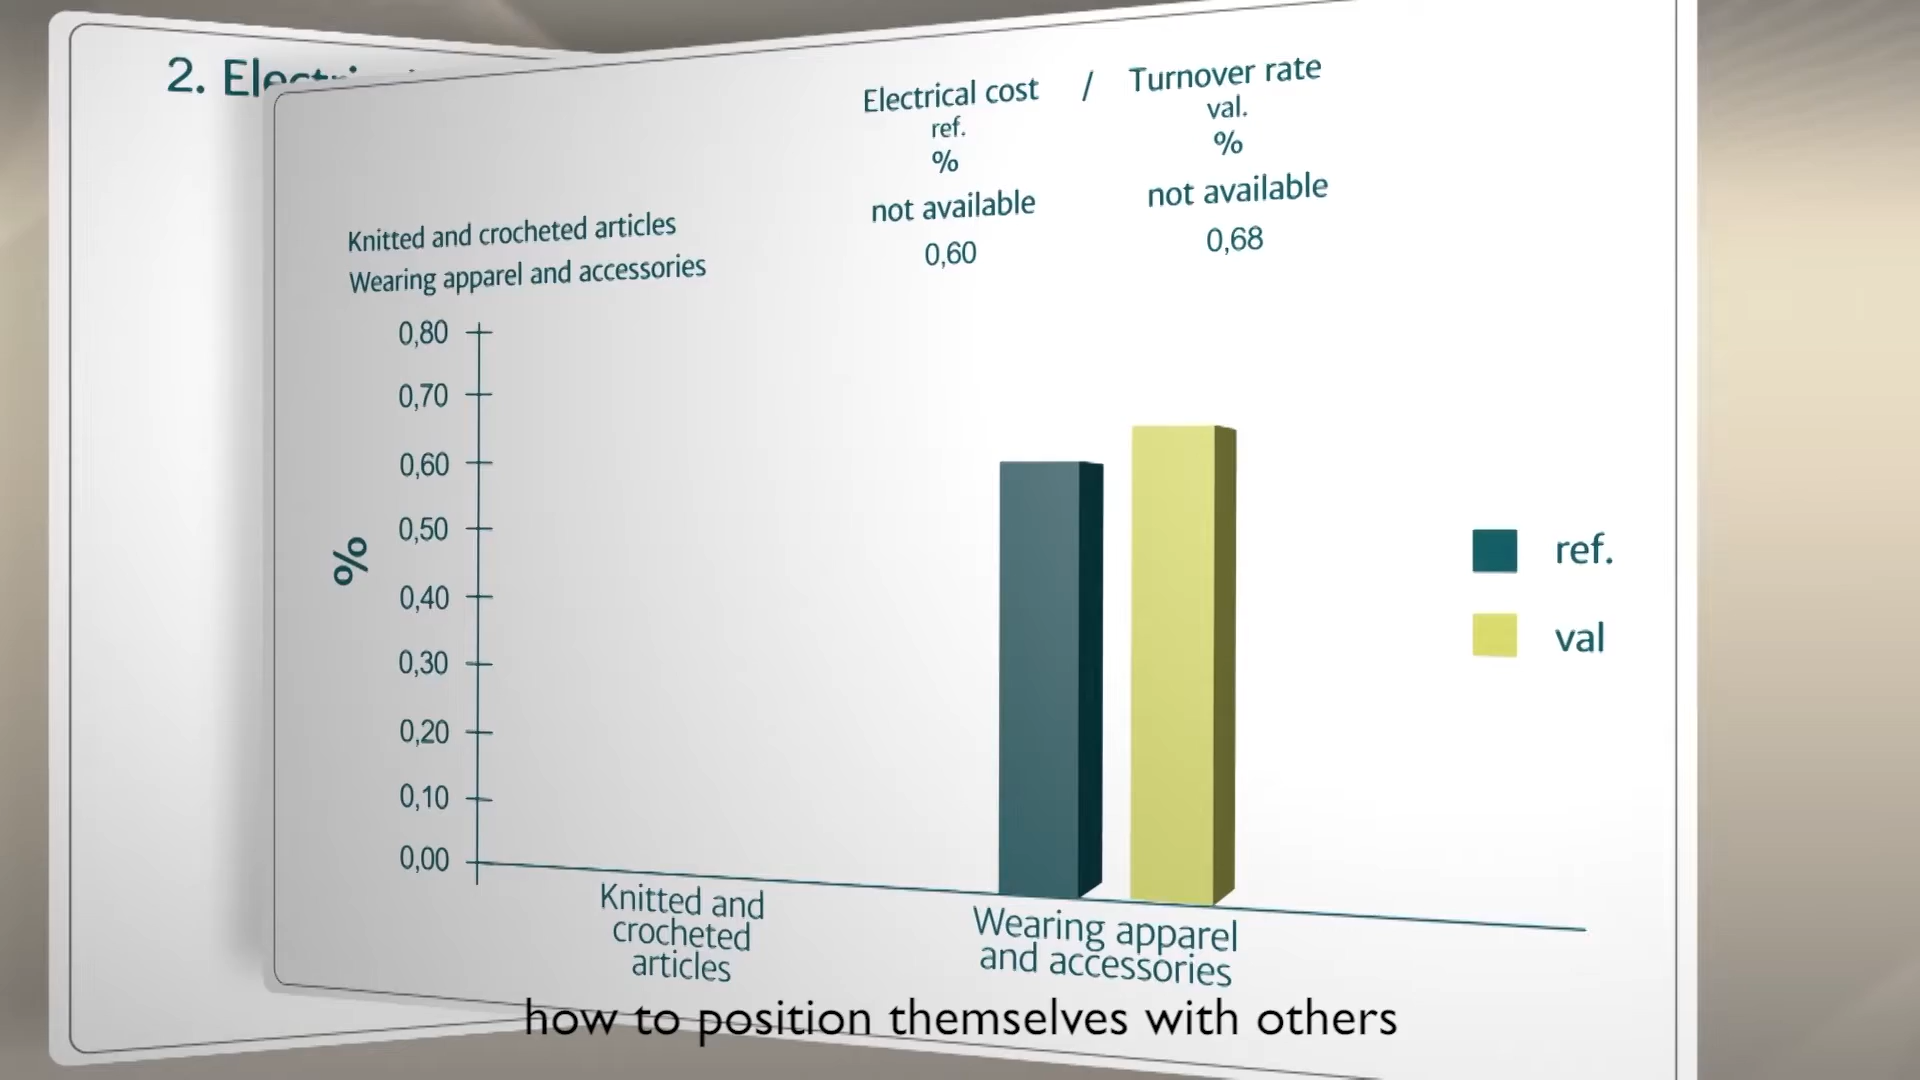 2. Electri
Electrical cost / Turnover rate
ref. val.
% %
not available not available
Knitted and crocheted articles
0,60 0,68
Wearing apparel and accessories
0,80
0,70
0,60
0,50
0,40
0,30
0,20
0,10
0,00
%
ref.
val
Knitted and
crocheted
articles
Wearing apparel
and accessories
how to position themselves with others